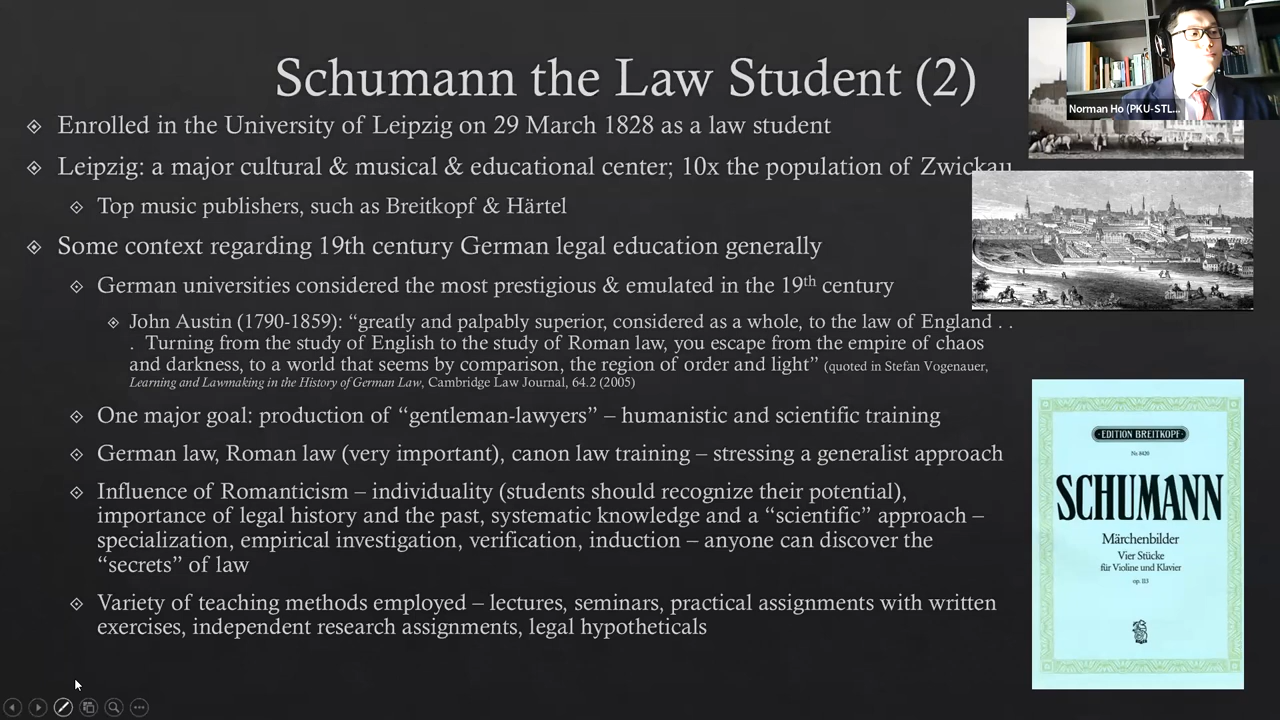 Schumann the Law Student (2)
Enrolled in the University of Leipzig on 29 March 1828 as a law student
Leipzig: a major cultural & musical & educational center; 10x the population of Zwickau
Top music publishers, such as Breitkopf & Härtel
Some context regarding 19th century German legal education generally
German universities considered the most prestigious & emulated in the 19th century
John Austin (1790-1859): “greatly and palpably superior, considered as a whole, to the law of England . .
. Turning from the study of English to the study of Roman law, you escape from the empire of chaos
and darkness, to a world that seems by comparison, the region of order and light” (quoted in Stefan Vogenauer,
Learning and Lawmaking in the History of German Law, Cambridge Law Journal, 64.2 (2005)
One major goal: production of “gentleman-lawyers” – humanistic and scientific training
German law, Roman law (very important), canon law training – stressing a generalist approach
Influence of Romanticism – individuality (students should recognize their potential),
importance of legal history and the past, systematic knowledge and a “scientific” approach –
specialization, empirical investigation, verification, induction – anyone can discover the
“secrets” of law
Variety of teaching methods employed – lectures, seminars, practical assignments with written
exercises, independent research assignments, legal hypotheticals
Norman Ho (PKU-STL...
EDITION BREITKOPF
Nr. 8420
SCHUMANN
Märchenbilder
Vier Stücke
für Violine und Klavier
op. 113